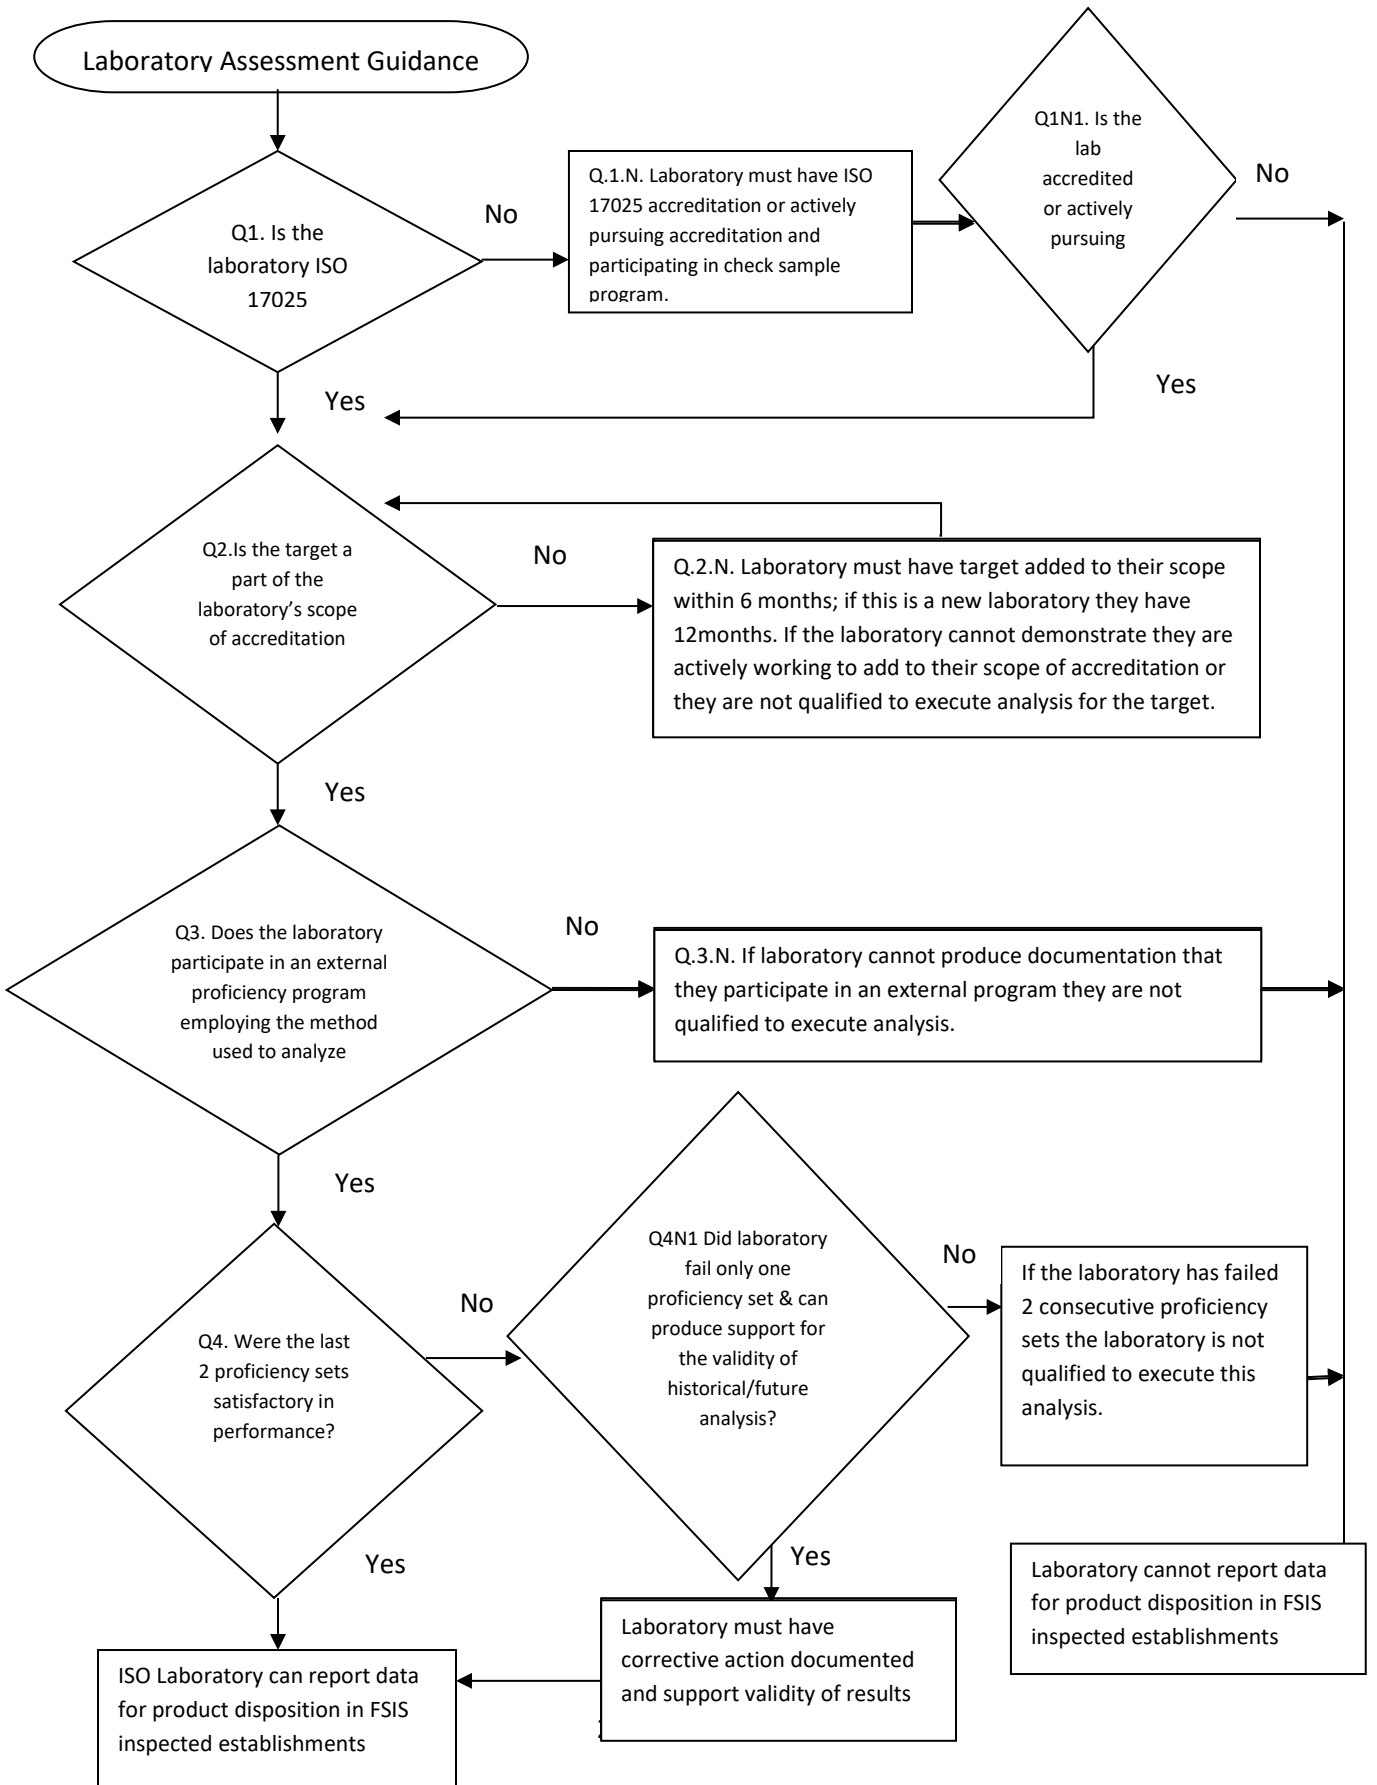 Laboratory Assessment Guidance
Q1. Is the
laboratory ISO
17025
No
Q.1.N. Laboratory must have ISO
17025 accreditation or actively
pursuing accreditation and
participating in check sample
program.
Q1N1. Is the
lab
accredited
or actively
pursuing
No
Yes
Yes
Q2.Is the target a
part of the
laboratory’s scope
of accreditation
No
Q.2.N. Laboratory must have target added to their scope
within 6 months; if this is a new laboratory they have
12months. If the laboratory cannot demonstrate they are
actively working to add to their scope of accreditation or
they are not qualified to execute analysis for the target.
Yes
Q3. Does the laboratory
participate in an external
proficiency program
employing the method
used to analyze
No
Q.3.N. If laboratory cannot produce documentation that
they participate in an external program they are not
qualified to execute analysis.
Yes
Q4. Were the last
2 proficiency sets
satisfactory in
performance?
No
Q4N1 Did laboratory
fail only one
proficiency set & can
produce support for
the validity of
historical/future
analysis?
No
If the laboratory has failed
2 consecutive proficiency
sets the laboratory is not
qualified to execute this
analysis.
Yes
Yes
Laboratory cannot report data
for product disposition in FSIS
inspected establishments
Laboratory must have
corrective action documented
and support validity of results
ISO Laboratory can report data
for product disposition in FSIS
inspected establishments